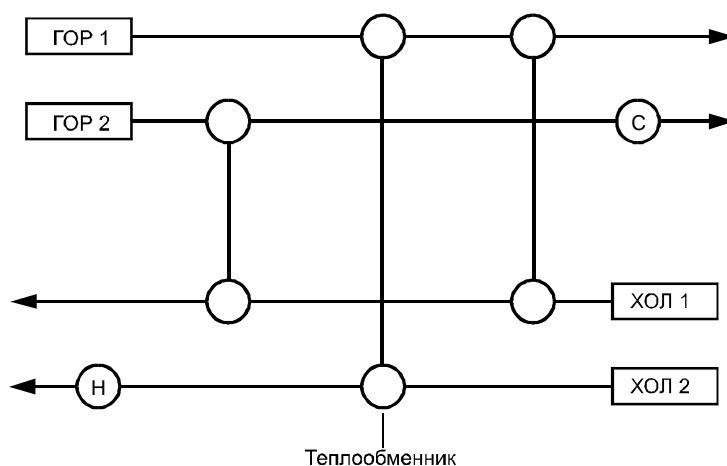 ГОР 1
ГОР 2
С
ХОЛ 1
Н
ХОЛ 2
Теплообменник